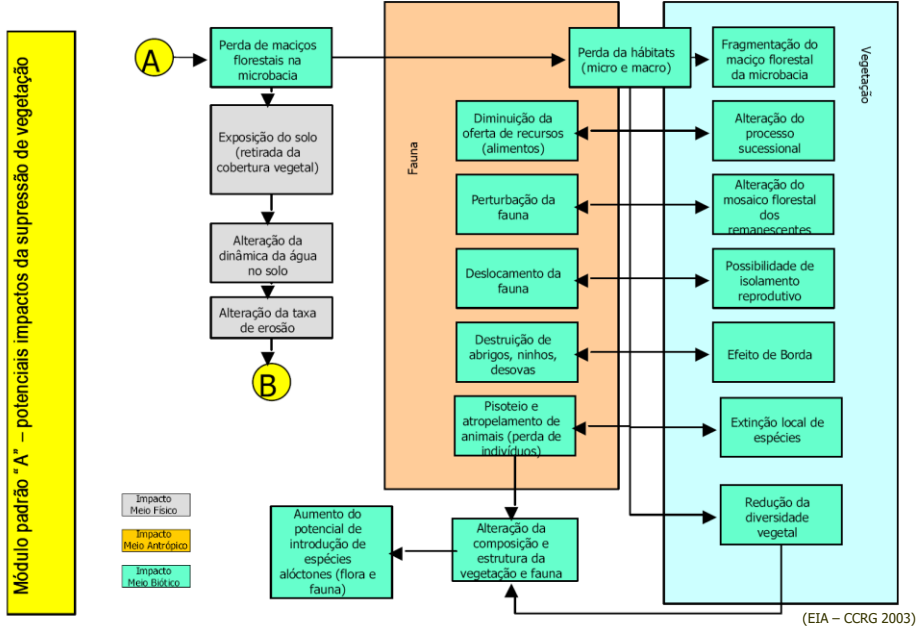 Módulo padrão "A" – potenciais impactos da supressão de vegetação
A
Perda de maciços
florestais na
microbacia
Exposição do solo
(retirada da
cobertura vegetal)
Alteração da
dinâmica da água
no solo
Alteração da taxa
de erosão
B
Fauna
Perda da hábitats
(micro e macro)
Diminuição da
oferta de recursos
(alimentos)
Perturbação da
fauna
Deslocamento da
fauna
Destruição de
abrigos, ninhos,
desovas
Pisoteio e
atropelamento de
animais (perda de
indivíduos)
Vegetação
Fragmentação do
maciço florestal
da microbacia
Alteração do
processo
sucessional
Alteração do
mosaico florestal
dos
remanescentes
Possibilidade de
isolamento
reprodutivo
Efeito de Borda
Extinção local de
espécies
Redução da
diversidade
vegetal
Alteração da
composição e
estrutura da
vegetação e fauna
Aumento do
potencial de
introdução de
espécies
alóctones (flora e
fauna)
Impacto
Meio Físico
Impacto
Meio Antrópico
Impacto
Meio Biótico
(EIA – CCRG 2003)